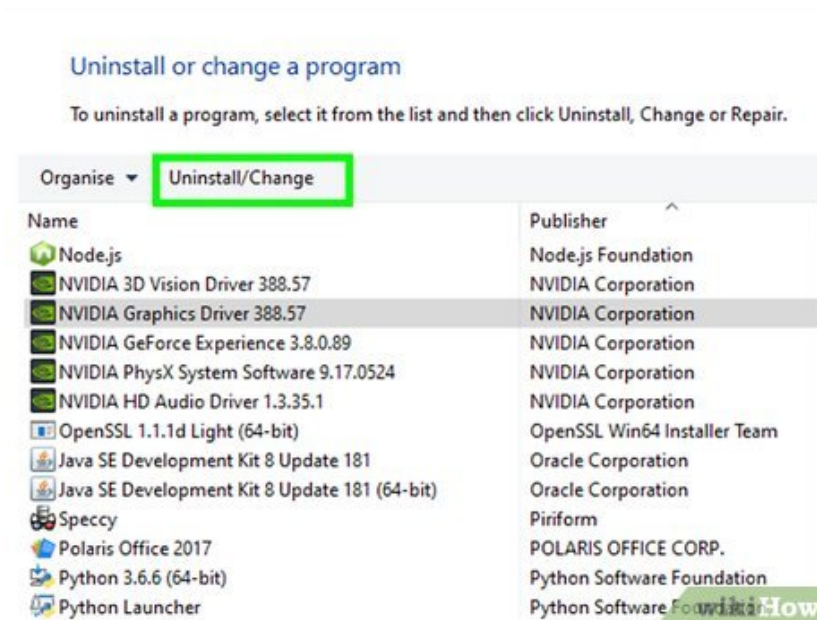 Uninstall or change a program
To uninstall a program, select it from the list and then click Uninstall, Change or Repair.
Organise Uninstall/Change
Name Publisher
Node.js Node.js Foundation
NVIDIA 3D Vision Driver 388.57 NVIDIA Corporation
NVIDIA Graphics Driver 388.57 NVIDIA Corporation
NVIDIA GeForce Experience 3.8.0.89 NVIDIA Corporation
NVIDIA PhysX System Software 9.17.0524 NVIDIA Corporation
NVIDIA HD Audio Driver 1.3.35.1 NVIDIA Corporation
OpenSSL 1.1.1d Light (64-bit) OpenSSL Win64 Installer Team
Java SE Development Kit 8 Update 181 Oracle Corporation
Java SE Development Kit 8 Update 181 (64-bit) Oracle Corporation
Speccy Piriform
Polaris Office 2017 POLARIS OFFICE CORP.
Python 3.6.6 (64-bit) Python Software Foundation
Python Launcher Python Software Foundation
wikiHow